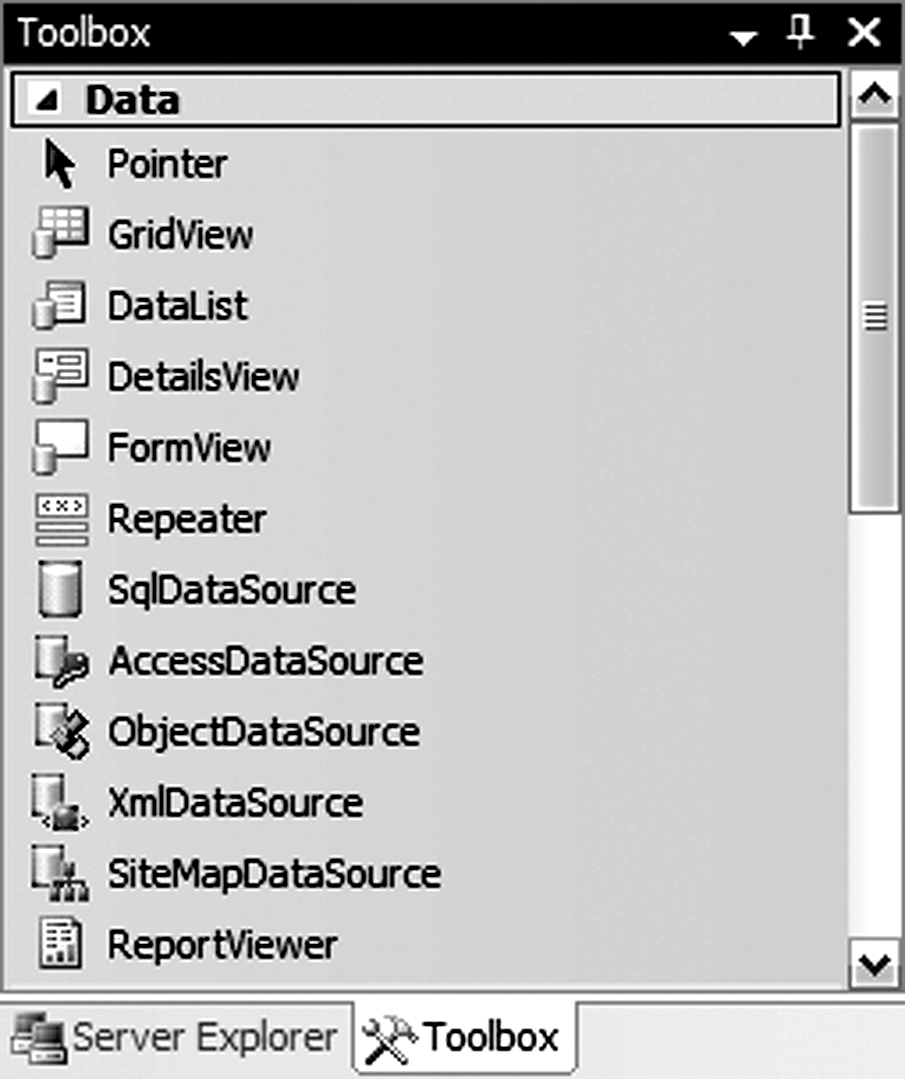 Toolbox
Data
Pointer
GridView
DataList
DetailsView
FormView
Repeater
SqlDataSource
AccessDataSource
ObjectDataSource
XmlDataSource
SiteMapDataSource
ReportViewer
Server Explorer Toolbox